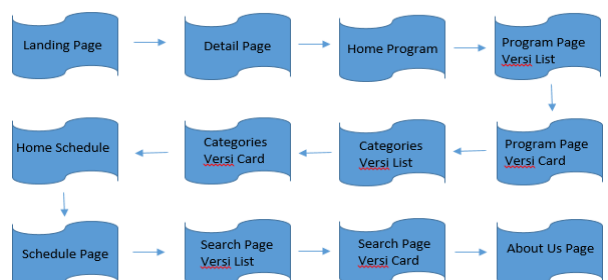 Landing Page
Detail Page
Home Program
Program Page
Versi List
Home Schedule
Categories
Versi Card
Categories
Versi List
Program Page
Versi Card
Schedule Page
Search Page
Versi List
Search Page
Versi Card
About Us Page